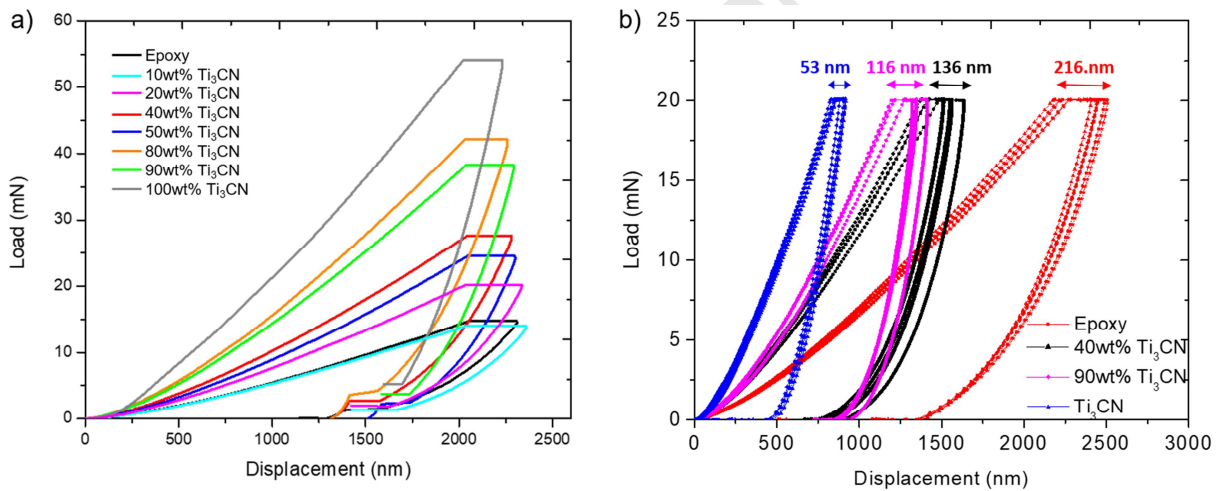 a)
60
50
40
30
20
10
0
Load (mN)
Epoxy
10wt% Ti₃CN
20wt% Ti₃CN
40wt% Ti₃CN
50wt% Ti₃CN
80wt% Ti₃CN
90wt% Ti₃CN
100wt% Ti₃CN
0 500 1000 1500 2000 2500
Displacement (nm)
b)
25
20
15
10
5
0
Load (mN)
53 nm 116 nm 136 nm 216.nm
Epoxy
40wt% Ti₃CN
90wt% Ti₃CN
Ti₃CN
0 500 1000 1500 2000 2500 3000
Displacement (nm)